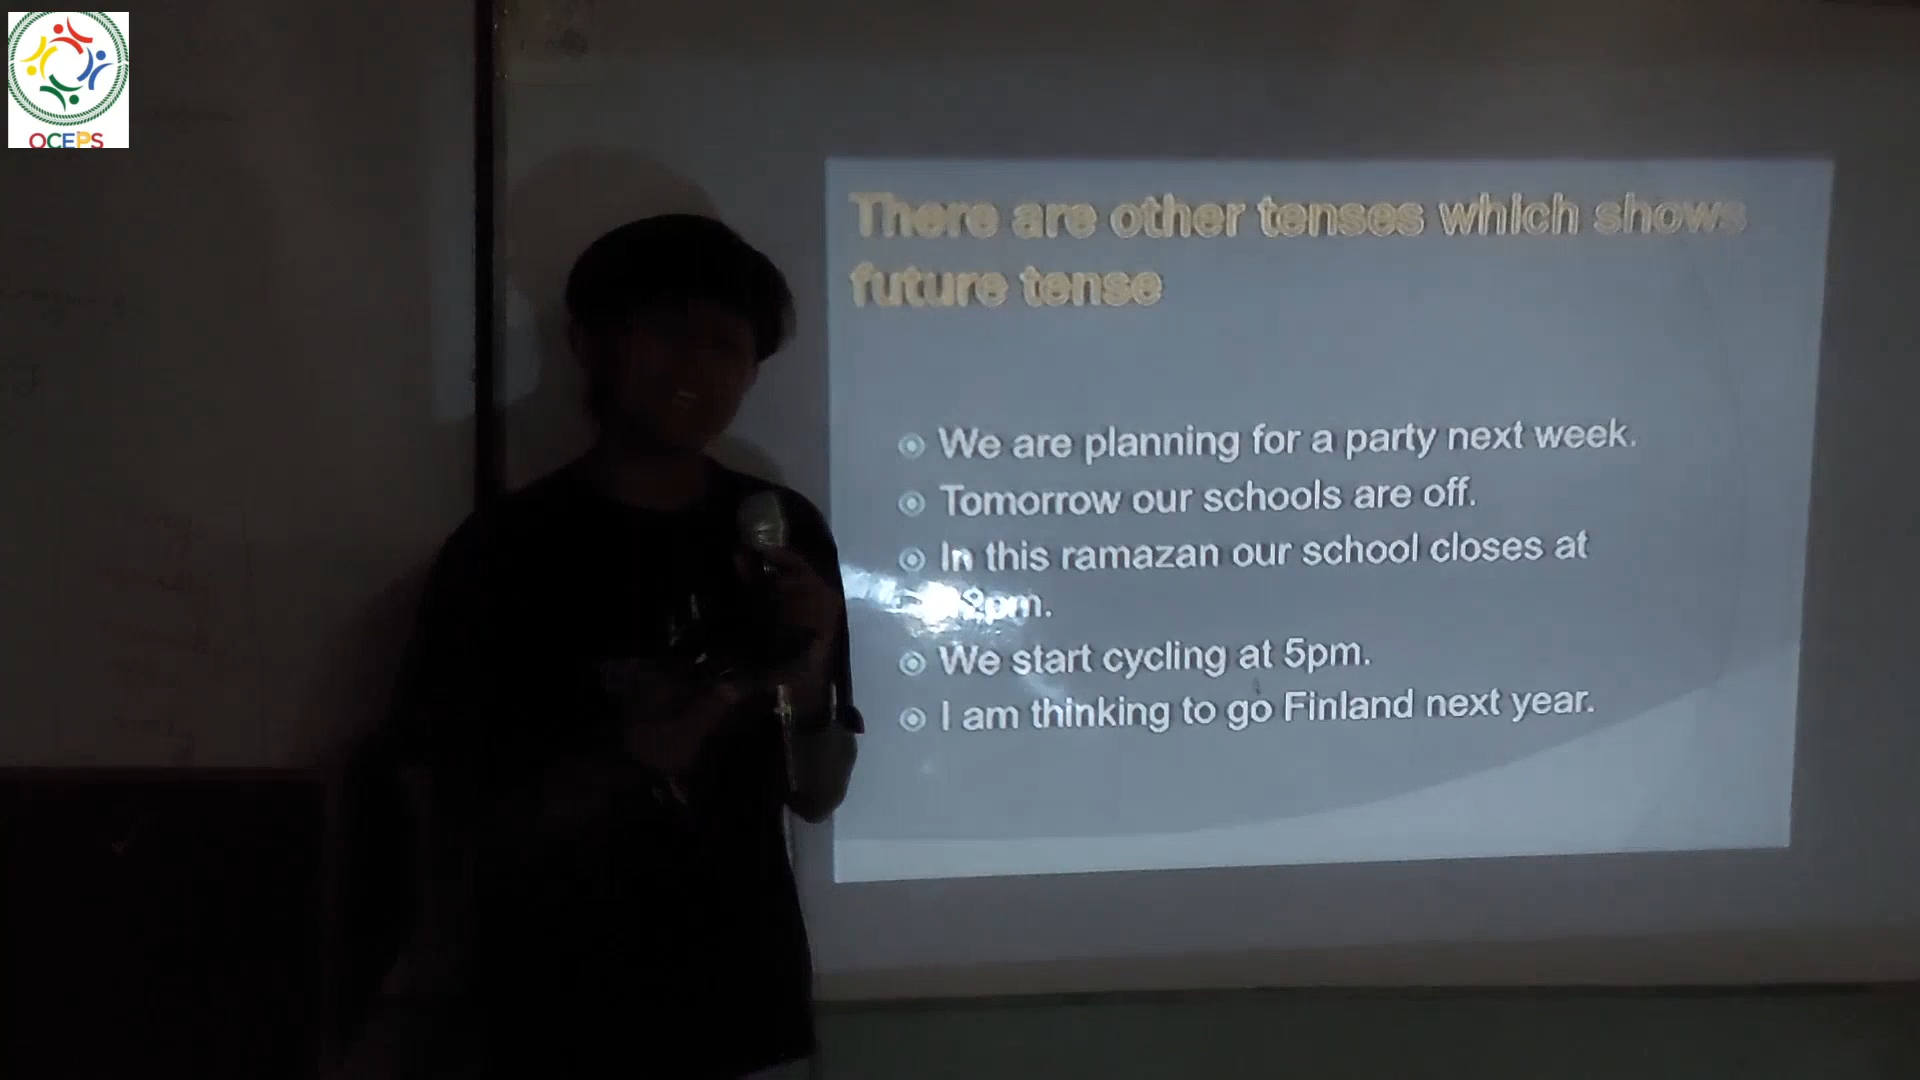 OCEPS
There are other tenses which shows
future tense
We are planning for a party next week.
Tomorrow our schools are off.
In this ramazan our school closes at
We start cycling at 5pm.
I am thinking to go Finland next year.